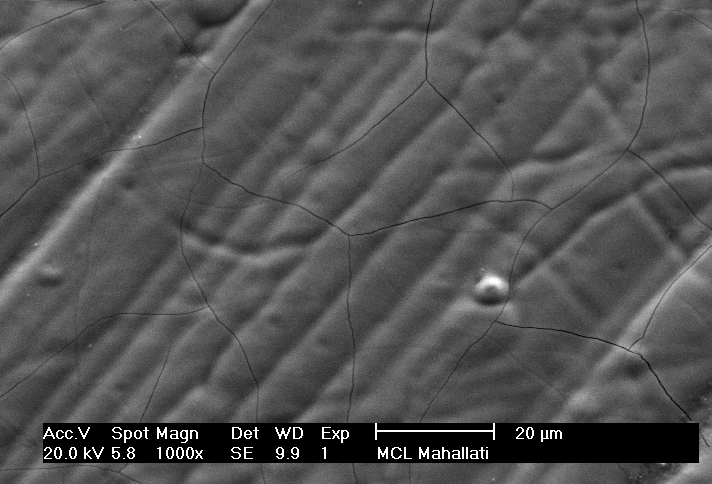 Acc.V Spot Magn Det WD Exp 20 µm
20.0 kV 5.8 1000x SE 9.9 1 MCL Mahallati